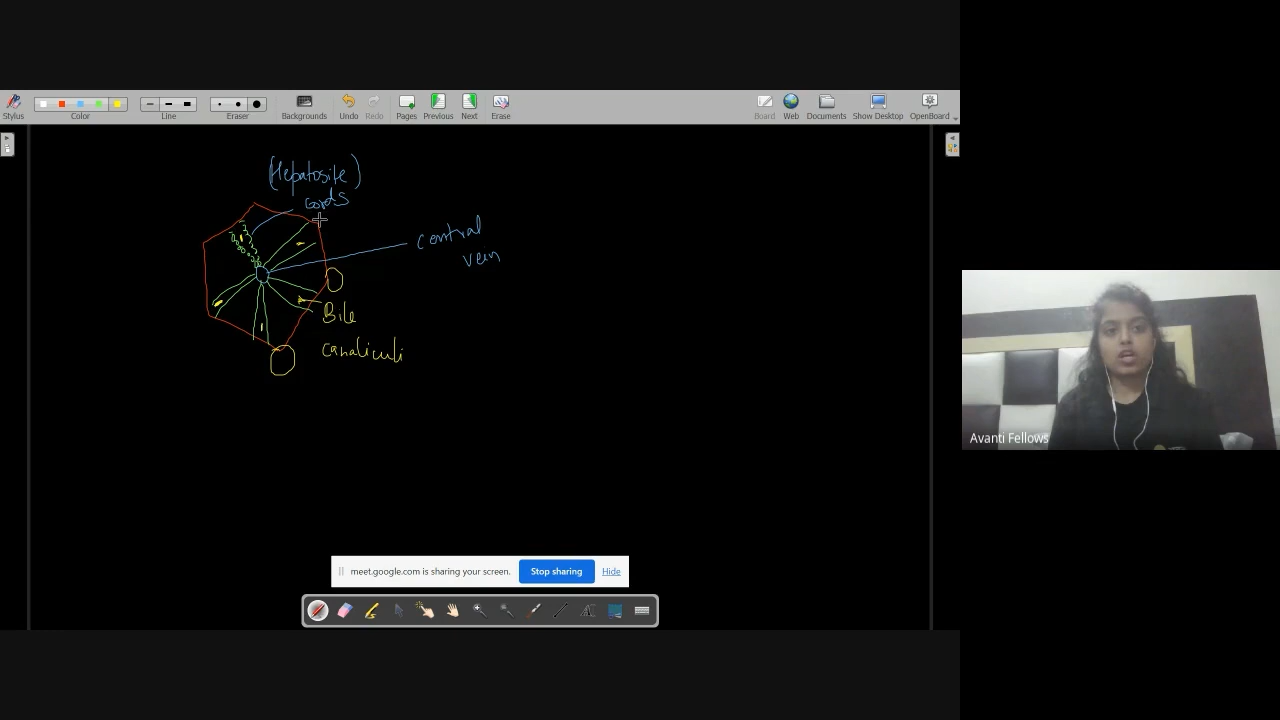 Stylus
Color
Line
Eraser
Backgrounds
Undo
Redo
Pages
Previous
Next
Erase
Board
Web
Documents
Show Desktop
OpenBoard
(Hepatosite)
cords
central
vein
Bile
canaliculi
Avanti Fellows
meet.google.com is sharing your screen.
Stop sharing
Hide